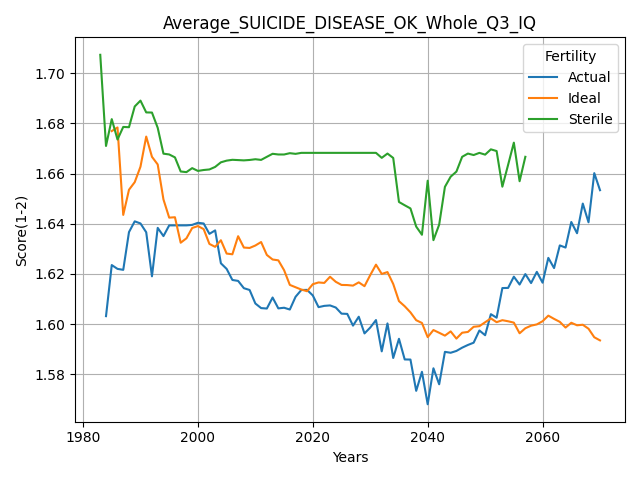 Average_SUICIDE_DISEASE_OK_Whole_Q3_IQ
Fertility
Actual
Ideal
Sterile
Score(1-2)
1.70
1.68
1.66
1.64
1.62
1.60
1.58
1980
2000
2020
2040
2060
Years